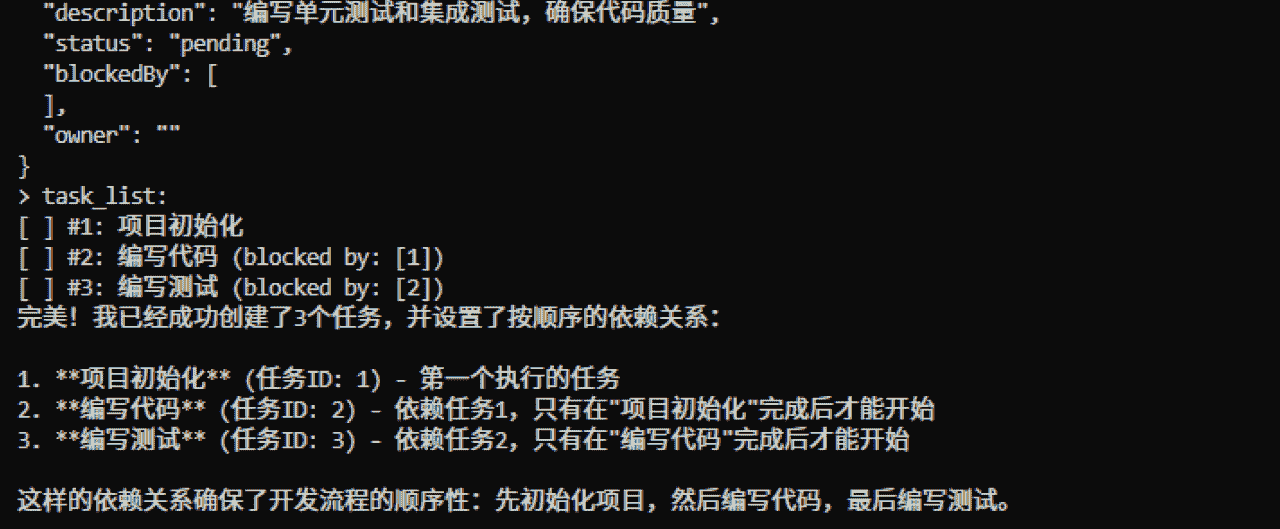 "description": "编写单元测试和集成测试，确保代码质量",
"status": "pending",
"blockedBy": [
],
"owner": ""
}
> task_list:
[ ] #1: 项目初始化
[ ] #2: 编写代码 (blocked by: [1])
[ ] #3: 编写测试 (blocked by: [2])
完美！我已经成功创建了3个任务，并设置了按顺序的依赖关系：
1. **项目初始化** (任务ID: 1) - 第一个执行的任务
2. **编写代码** (任务ID: 2) - 依赖任务1，只有在"项目初始化"完成后才能开始
3. **编写测试** (任务ID: 3) - 依赖任务2，只有在"编写代码"完成后才能开始
这样的依赖关系确保了开发流程的顺序性：先初始化项目，然后编写代码，最后编写测试。